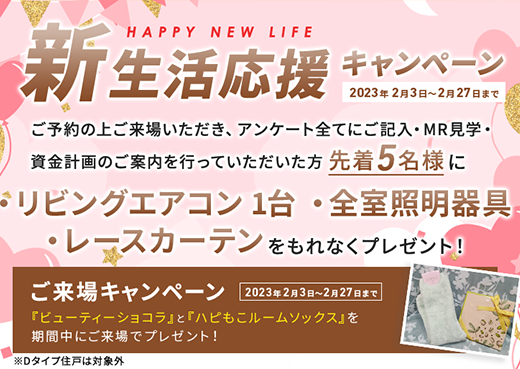 HAPPY NEW LIFE
新生活応援キャンペーン
2023年 2月3日～2月27日まで
ご予約の上ご来場いただき、アンケート全てにご記入・MR見学・
資金計画のご案内を行っていただいた方 先着5名様に
・リビングエアコン 1台 ・全室照明器具
・レースカーテンをもれなくプレゼント！
ご来場キャンペーン 2023年2月3日～2月27日まで
『ビューティーショコラ』と『ハピもこルームソックス』を
期間中にご来場でプレゼント！
※Dタイプ住戸は対象外